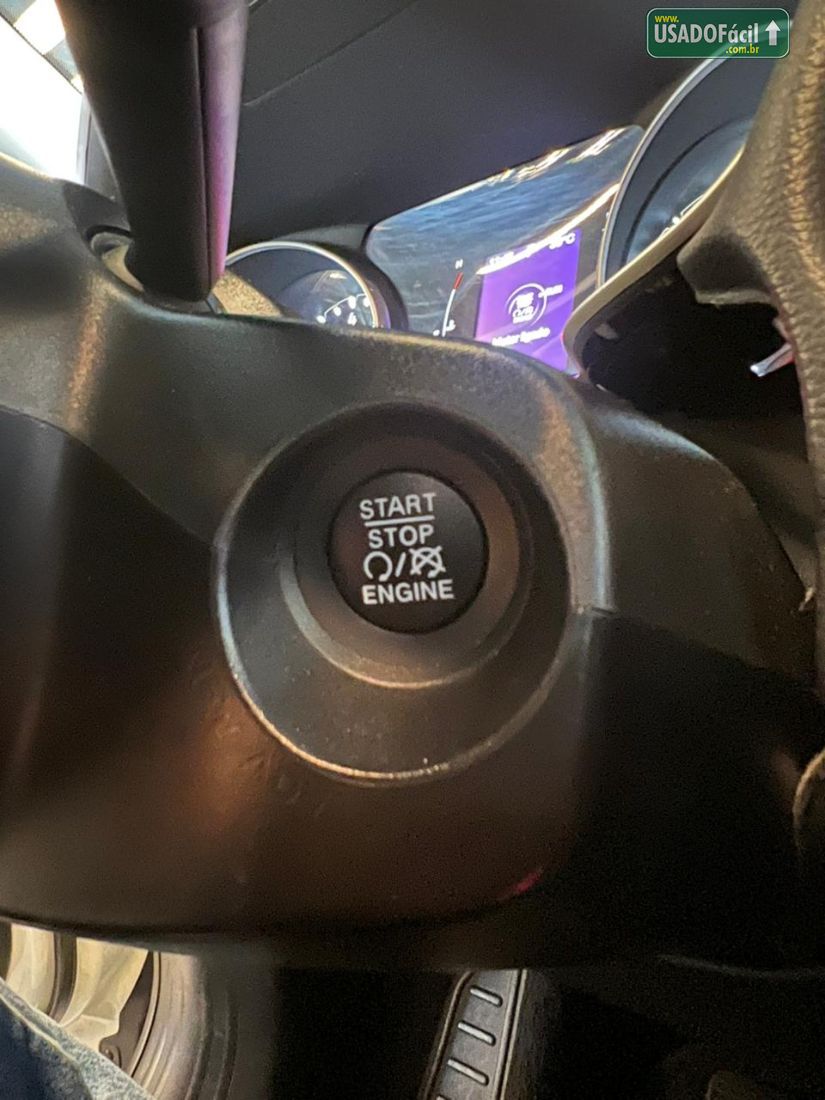 www.
USADOFácil
.com.br
START
STOP
ENGINE